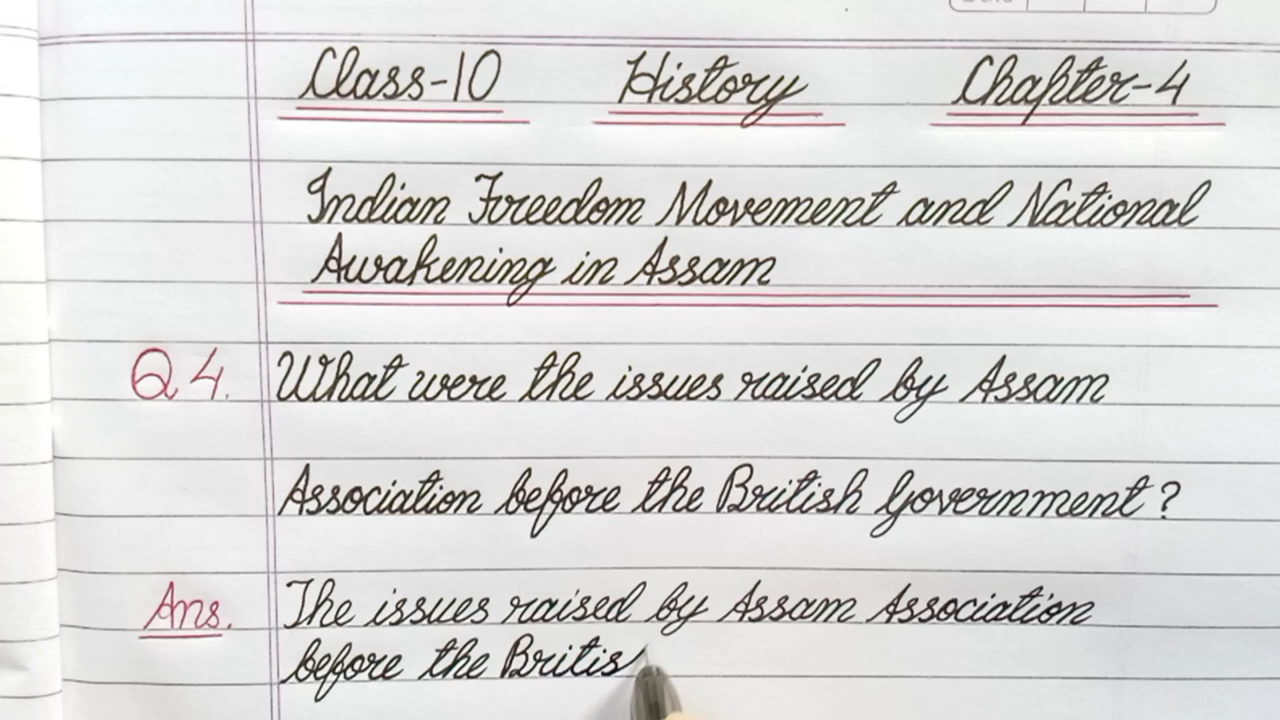 Class-10 History Chapter-4
Indian Freedom Movement and National
Awakening in Assam
Q 4. What were the issues raised by Assam
Association before the British Government?
Ans. The issues raised by Assam Association
before the Britis